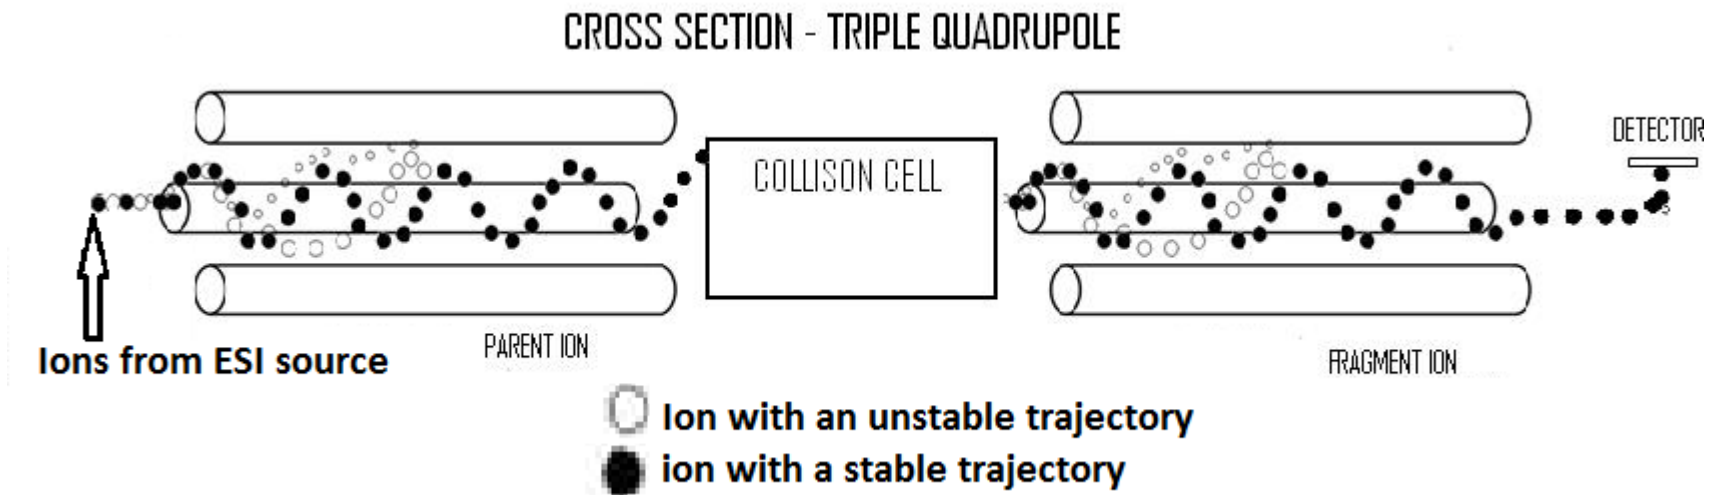 CROSS SECTION - TRIPLE QUADRUPOLE
DETECTOR
COLLISON CELL
PARENT ION
Ions from ESI source
FRAGMENT ION
Ion with an unstable trajectory
ion with a stable trajectory